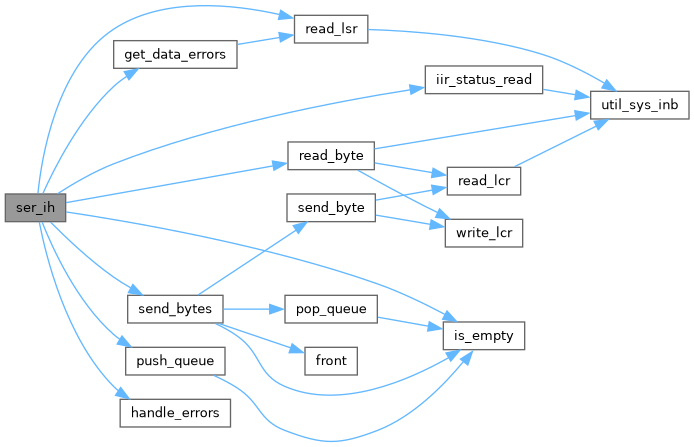 read_lsr
get_data_errors
iir_status_read
util_sys_inb
read_byte
read_lcr
ser_ih
send_byte
write_lcr
send_bytes
pop_queue
is_empty
push_queue
front
handle_errors